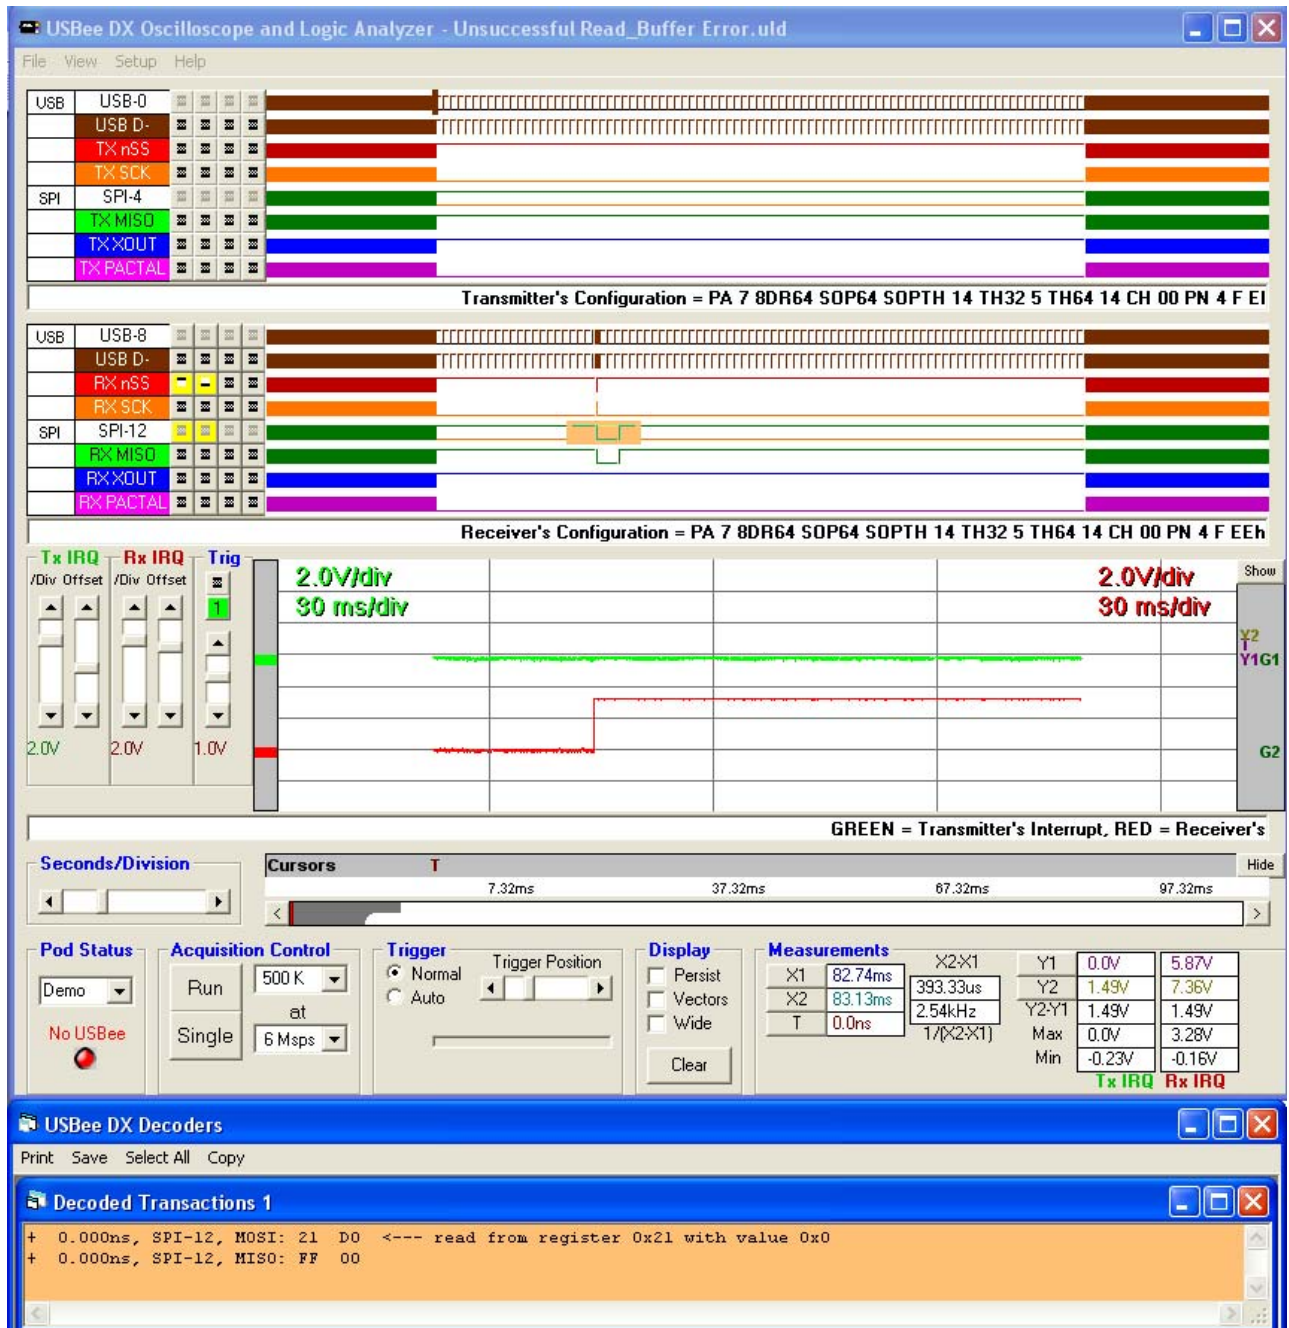 USBee DX Oscilloscope and Logic Analyzer - Unsuccessful Read_Buffer Error.uld
File View Setup Help
USB USB-0
USB D-
TX nSS
TX SCK
SPI SPI-4
TX MISO
TX XOUT
TX PACTAL
Transmitter's Configuration = PA 7 8DR64 SOP64 SOPTH 14 TH32 5 TH64 14 CH 00 PN 4 F EI
USB USB-8
USB D-
RX nSS
RX SCK
SPI SPI-12
RX MISO
RX XOUT
RX PACTAL
Receiver's Configuration = PA 7 8DR64 SOP64 SOPTH 14 TH32 5 TH64 14 CH 00 PN 4 F EEh
Tx IRQ Rx IRQ Trig
/Div Offset /Div Offset
1
2.0V 2.0V 1.0V
2.0V/div 2.0V/div
30 ms/div 30 ms/div
Show
Y2
T
Y1G1
G2
GREEN = Transmitter's Interrupt, RED = Receiver's
Seconds/Division
Cursors T Hide
7.32ms 37.32ms 67.32ms 97.32ms
Pod Status
Demo
No USBee
Acquisition Control
Run 500 K
at
Single 6 Msps
Trigger
Normal Trigger Position
Auto
Display
Persist
Vectors
Wide
Clear
Measurements
X1 82.74ms
X2 83.13ms
T 0.0ns
X2-X1
393.33us
2.54kHz
1/(X2-X1)
Y1 0.0V 5.87V
Y2 1.49V 7.36V
Y2-Y1 1.49V 1.49V
Max 0.0V 3.28V
Min -0.23V -0.16V
Tx IRQ Rx IRQ
USBee DX Decoders
Print Save Select All Copy
Decoded Transactions 1
+ 0.000ns, SPI-12, MOSI: 21 D0 <--- read from register 0x21 with value 0x0
+ 0.000ns, SPI-12, MISO: FF 00